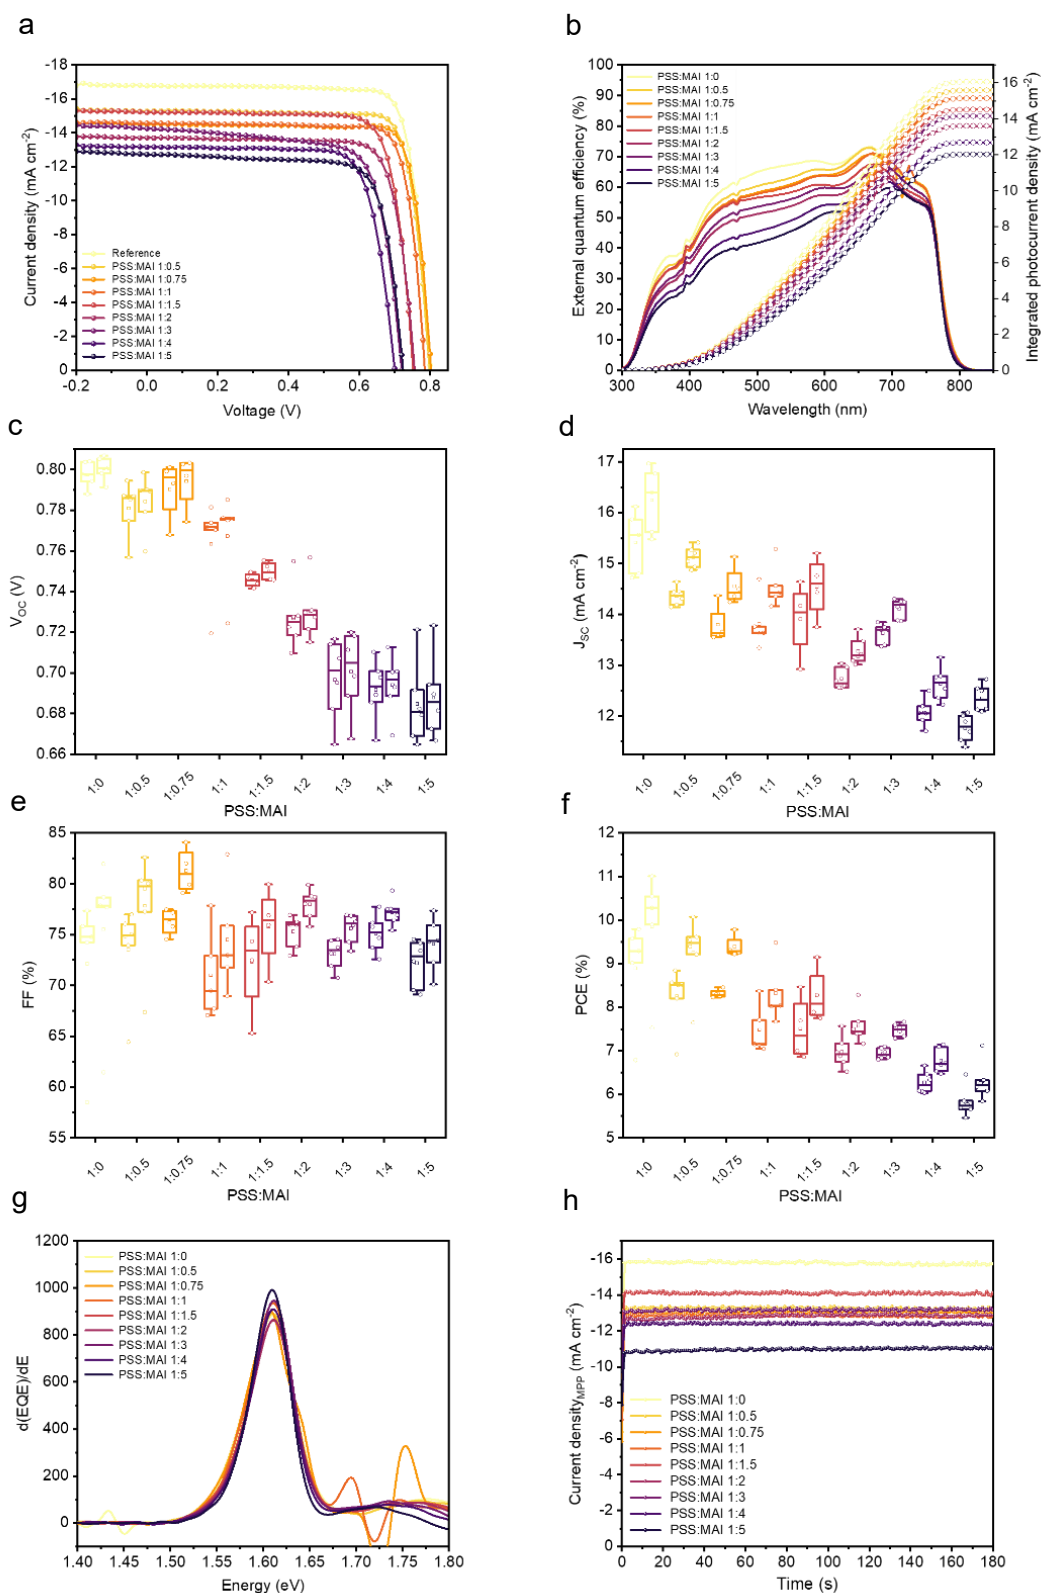 a
-18
-16
-14
-12
-10
-8
-6
-4
-2
0
Current density (mA cm⁻²)
Reference
PSS:MAI 1:0.5
PSS:MAI 1:0.75
PSS:MAI 1:1
PSS:MAI 1:1.5
PSS:MAI 1:2
PSS:MAI 1:3
PSS:MAI 1:4
PSS:MAI 1:5
-0.2 0.0 0.2 0.4 0.6 0.8
Voltage (V)
b
100
90
80
70
60
50
40
30
20
10
0
External quantum efficiency (%)
PSS:MAI 1:0
PSS:MAI 1:0.5
PSS:MAI 1:0.75
PSS:MAI 1:1
PSS:MAI 1:1.5
PSS:MAI 1:2
PSS:MAI 1:3
PSS:MAI 1:4
PSS:MAI 1:5
16
14
12
10
8
6
4
2
0
Integrated photocurrent density (mA cm⁻²)
300 400 500 600 700 800
Wavelength (nm)
c
0.80
0.78
0.76
0.74
0.72
0.70
0.68
0.66
V_OC (V)
1:0 1:0.5 1:0.75 1:1 1:1.5 1:2 1:3 1:4 1:5
PSS:MAI
d
17
16
15
14
13
12
J_SC (mA cm⁻²)
1:0 1:0.5 1:0.75 1:1 1:1.5 1:2 1:3 1:4 1:5
PSS:MAI
e
85
80
75
70
65
60
55
FF (%)
1:0 1:0.5 1:0.75 1:1 1:1.5 1:2 1:3 1:4 1:5
PSS:MAI
f
12
11
10
9
8
7
6
5
PCE (%)
1:0 1:0.5 1:0.75 1:1 1:1.5 1:2 1:3 1:4 1:5
PSS:MAI
g
1200
1000
800
600
400
200
0
d(EQE)/dE
PSS:MAI 1:0
PSS:MAI 1:0.5
PSS:MAI 1:0.75
PSS:MAI 1:1
PSS:MAI 1:1.5
PSS:MAI 1:2
PSS:MAI 1:3
PSS:MAI 1:4
PSS:MAI 1:5
1.40 1.45 1.50 1.55 1.60 1.65 1.70 1.75 1.80
Energy (eV)
h
-16
-14
-12
-10
-8
-6
-4
-2
0
Current density_MPP (mA cm⁻²)
PSS:MAI 1:0
PSS:MAI 1:0.5
PSS:MAI 1:0.75
PSS:MAI 1:1
PSS:MAI 1:1.5
PSS:MAI 1:2
PSS:MAI 1:3
PSS:MAI 1:4
PSS:MAI 1:5
0 20 40 60 80 100 120 140 160 180
Time (s)